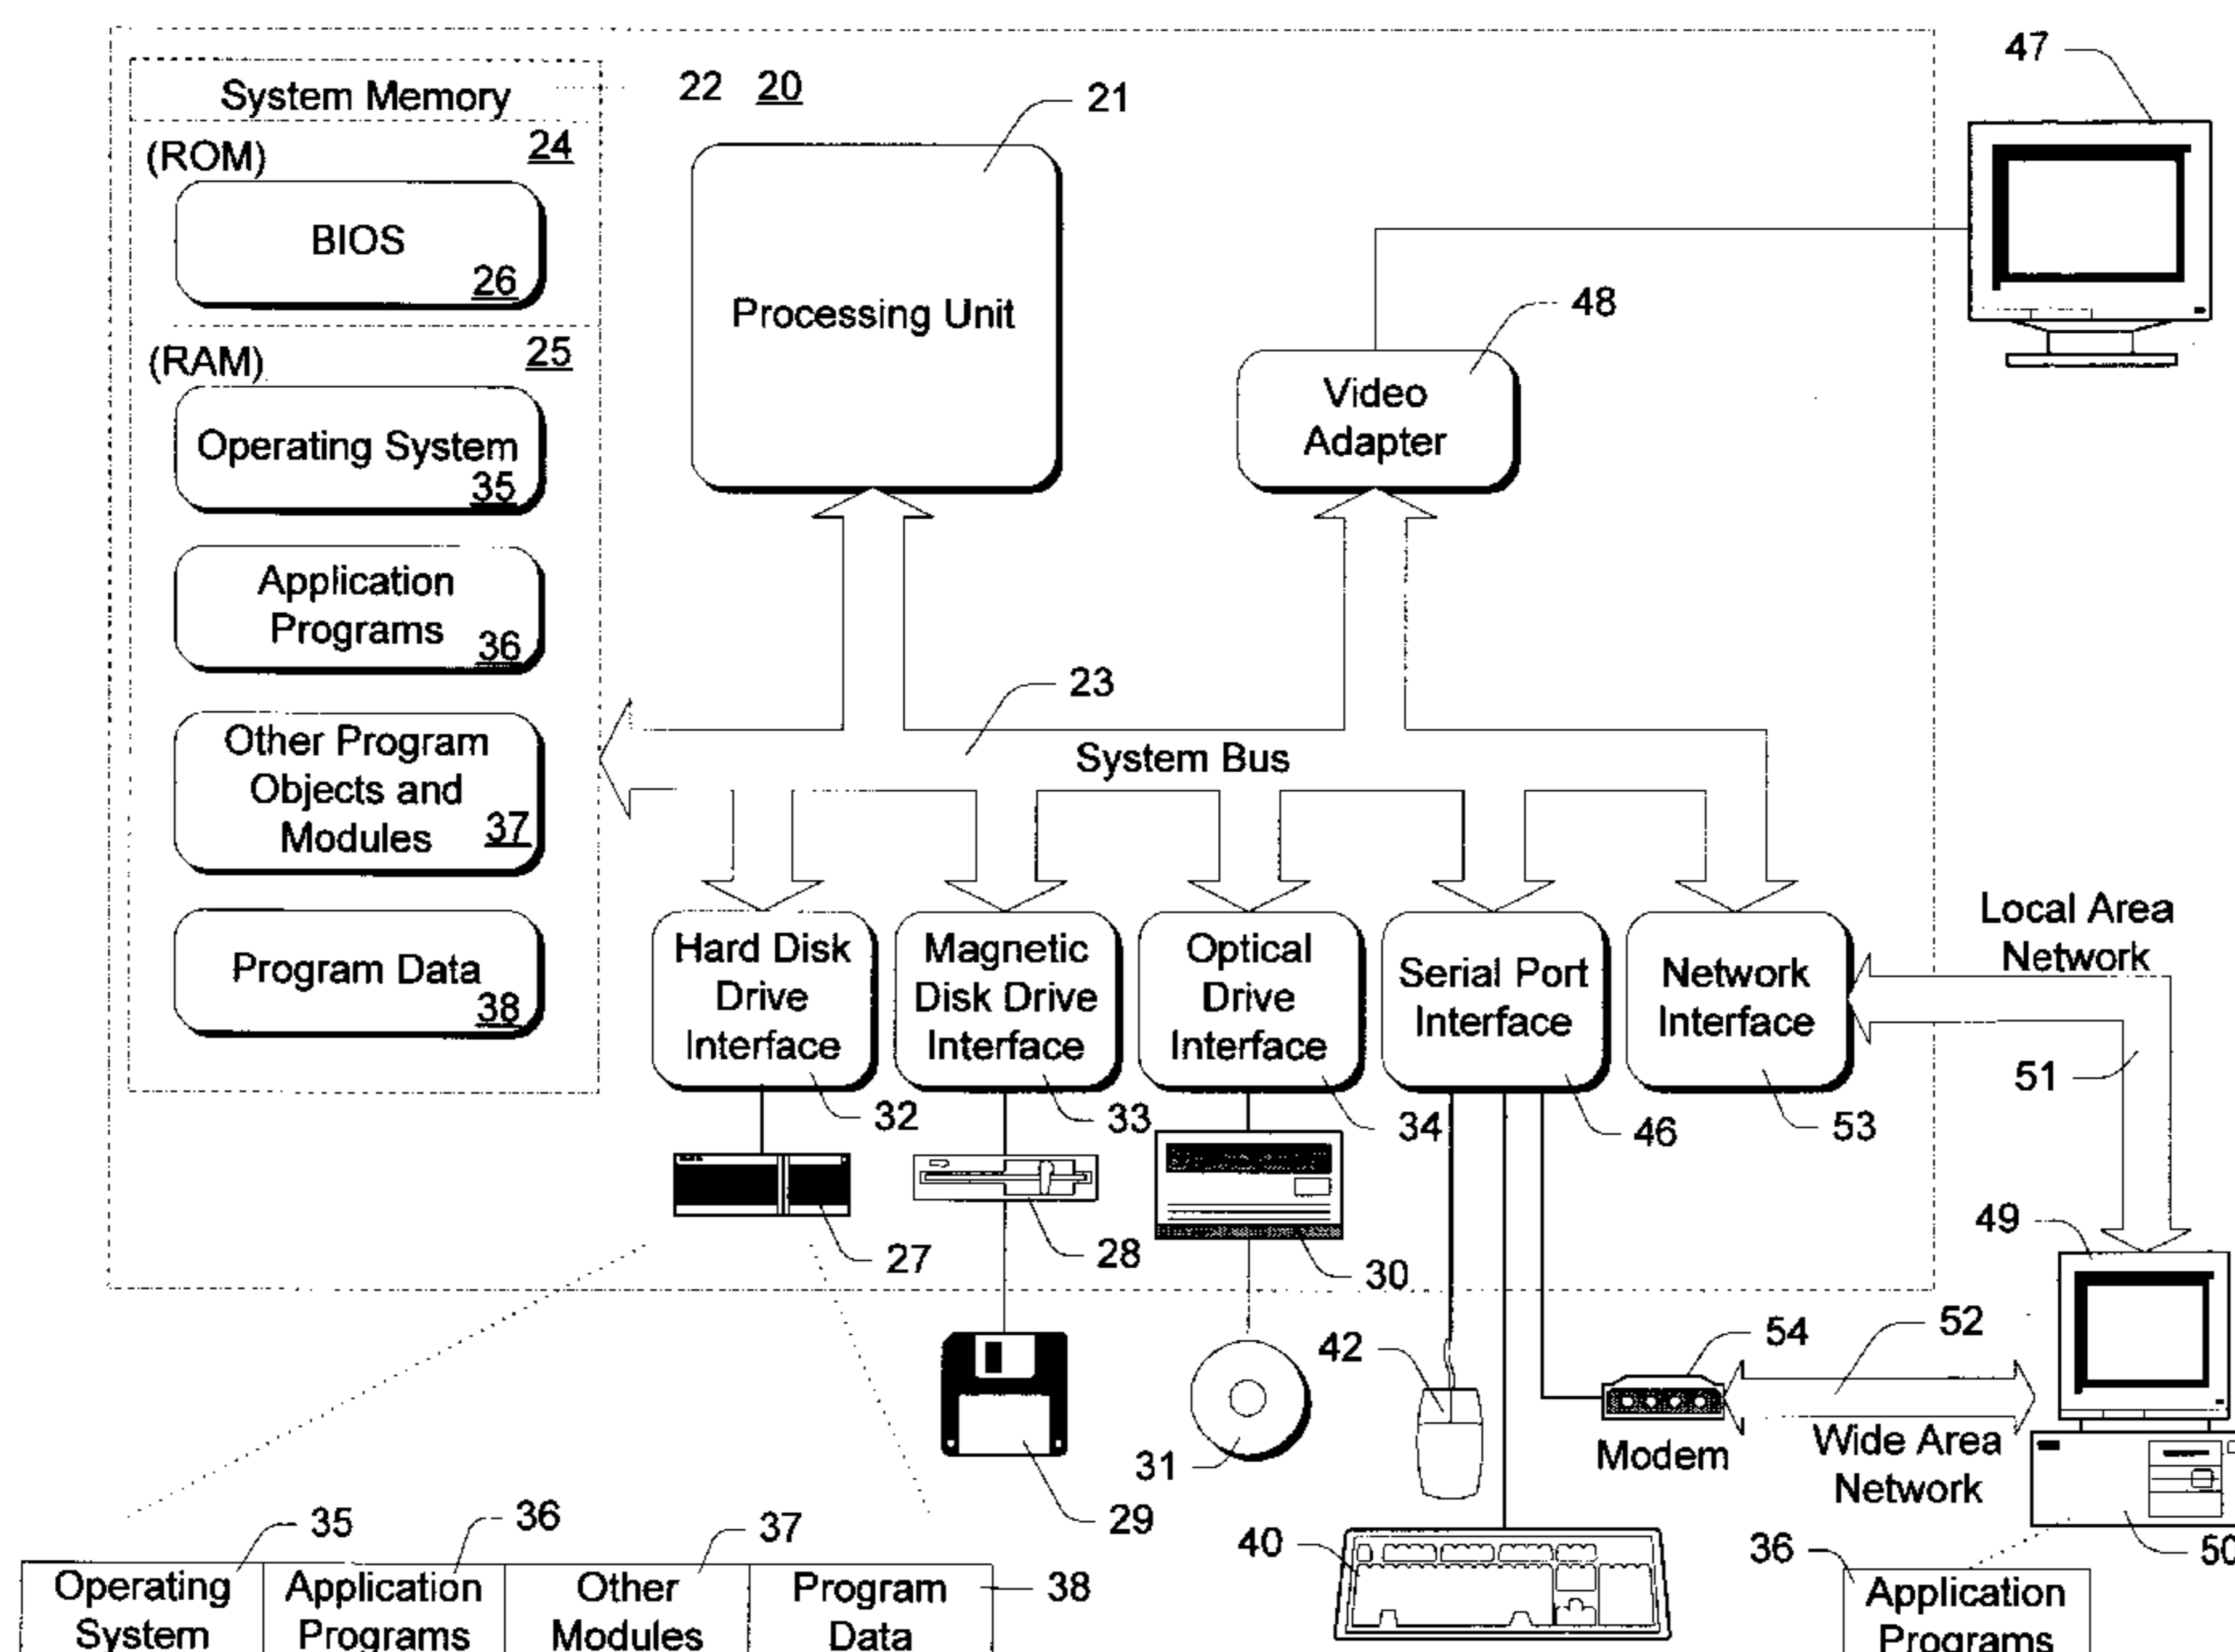 47
System Memory 22 20 21
(ROM) 24
BIOS
26
(RAM) 25
Operating System
35
Application
Programs
36
Other Program
Objects and
Modules 37
Program Data
38
Processing Unit
48
Video
Adapter
23
System Bus
Hard Disk
Drive
Interface
32
Magnetic
Disk Drive
Interface
33
Optical
Drive
Interface
34
Serial Port
Interface
46
Network
Interface
53
Local Area
Network
51
27
28
30
49
42
54
52
31
29
Modem
Wide Area
Network
40
50
35
36
37
38
Operating
System
Application
Programs
Other
Modules
Program
Data
36
Application
Programs